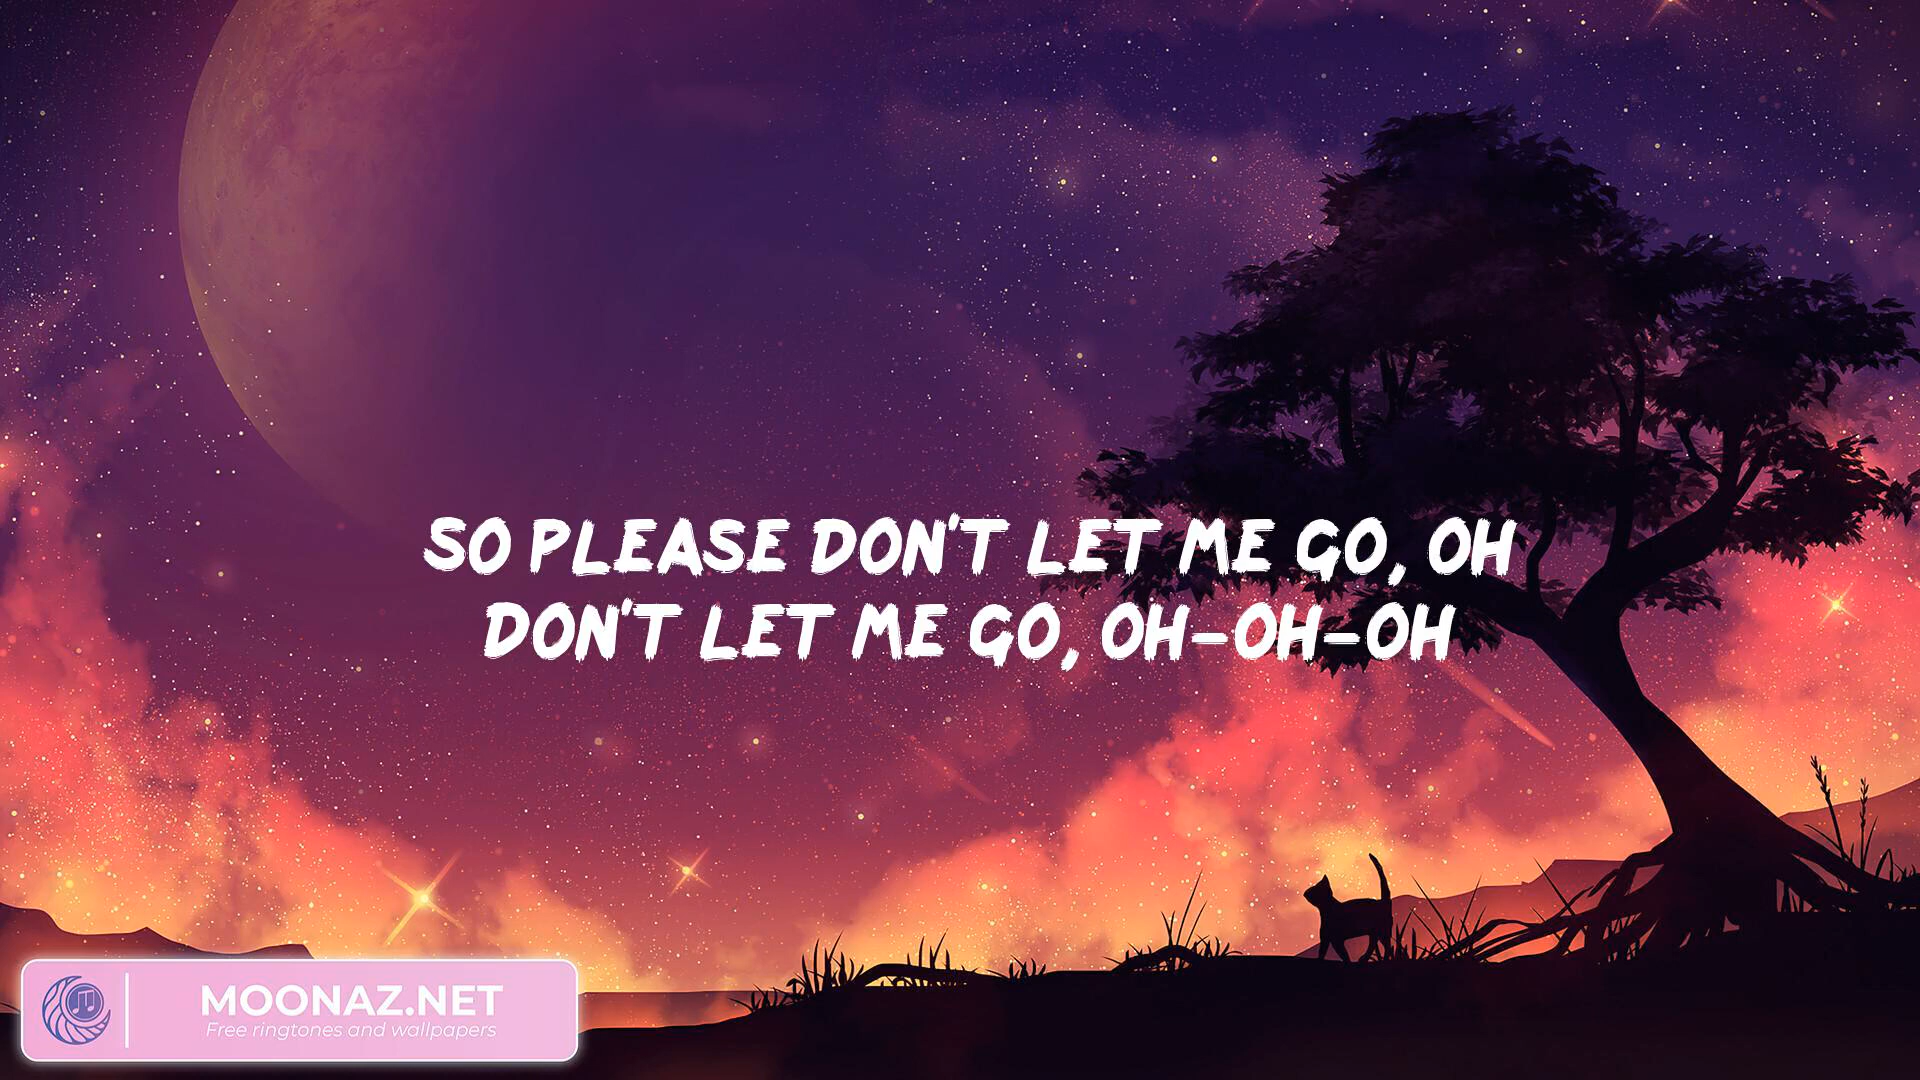 SO PLEASE DON'T LET ME GO, OH
DON'T LET ME GO, OH-OH-OH
MOONAZ.NET
Free ringtones and wallpapers